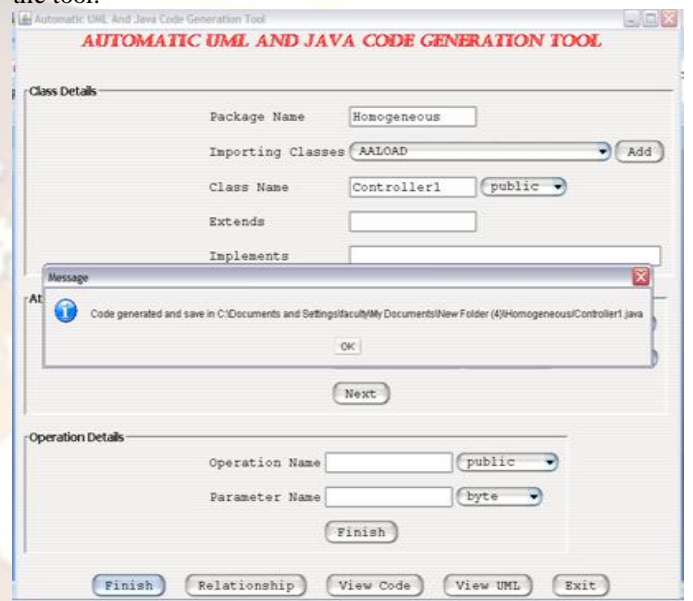 the tool.
Automatic UML And Java Code Generation Tool
AUTOMATIC UML AND JAVA CODE GENERATION TOOL
Class Details
Package Name Homogeneous
Importing Classes AALOAD Add
Class Name Controller1 public
Extends
Implements
Message
At
Code generated and save in C:\Documents and Settings\faculty\My Documents\New Folder (4)\Homogeneous/Controller1.java
OK
Next
Operation Details
Operation Name public
Parameter Name byte
Finish
Finish Relationship View Code View UML Exit